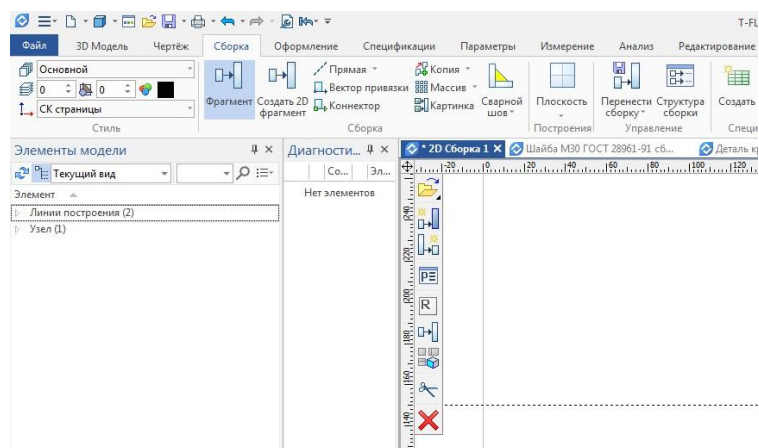 T-FL
Файл 3D Модель Чертёж Сборка Оформление Спецификации Параметры Измерение Анализ Редактирование
Основной
0 0
СК страницы
Стиль
Фрагмент
Создать 2D фрагмент
Прямая
Вектор привязки
Коннектор
Копия
Массив
Картинка
Сварной шов
Сборка
Плоскость
Построения
Перенести сборку
Структура сборки
Управление
Создать
Специ
Элементы модели
Текущий вид
Элемент
Линии построения (2)
Узел (1)
Диагности...
Со... Эл...
Нет элементов
* 2D Сборка 1 Шайба М30 ГОСТ 28961-91 сб... Деталь кр
-20 0 20 40 60 80 100 120
240
220
200
180
160
140
PE
R